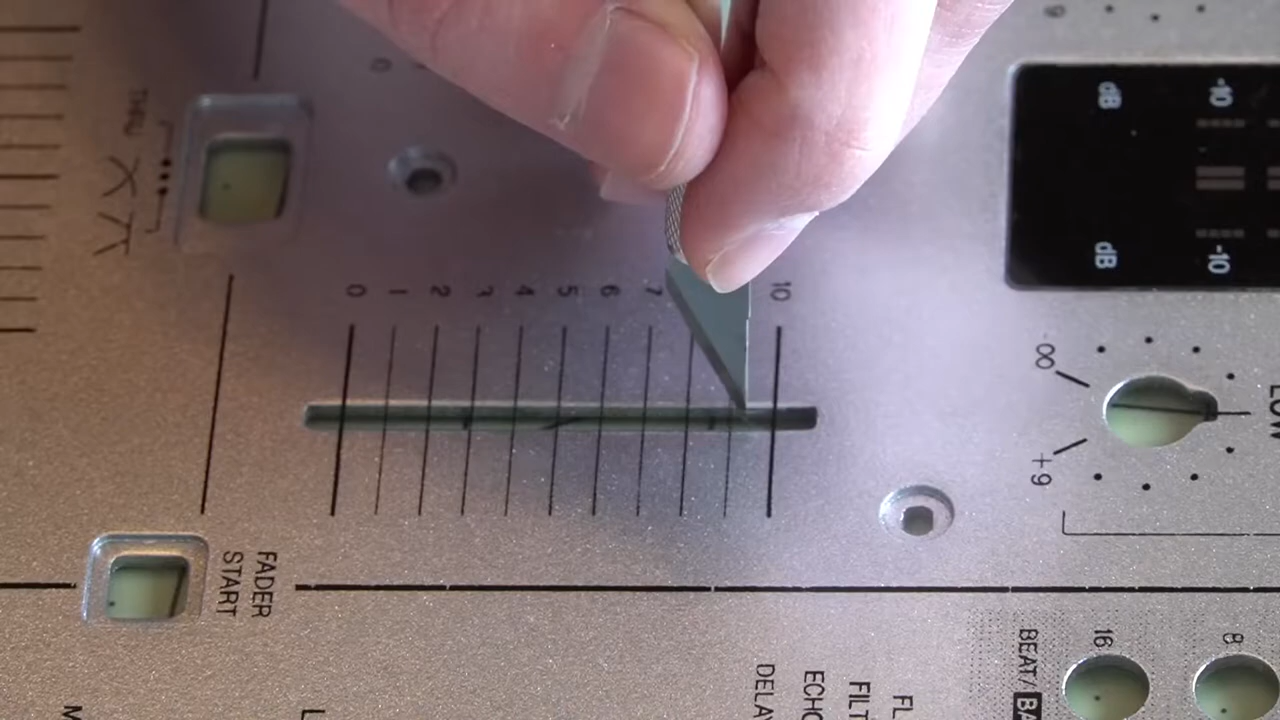 THRU
0 1 2 3 4 5 6 7 10
dB -10
dB -10
∞
+9
FADER
START
BEAT/
16
8
ECHO